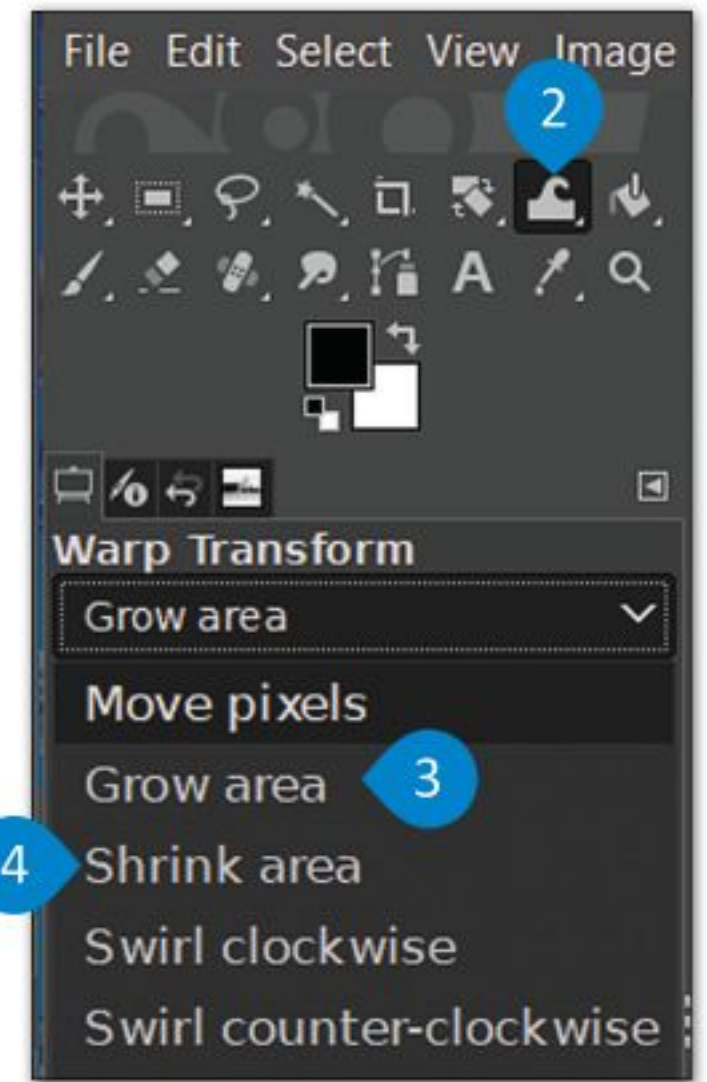 File Edit Select View Image
2
A
Warp Transform
Grow area
Move pixels
Grow area 3
4 Shrink area
Swirl clockwise
Swirl counter-clockwise